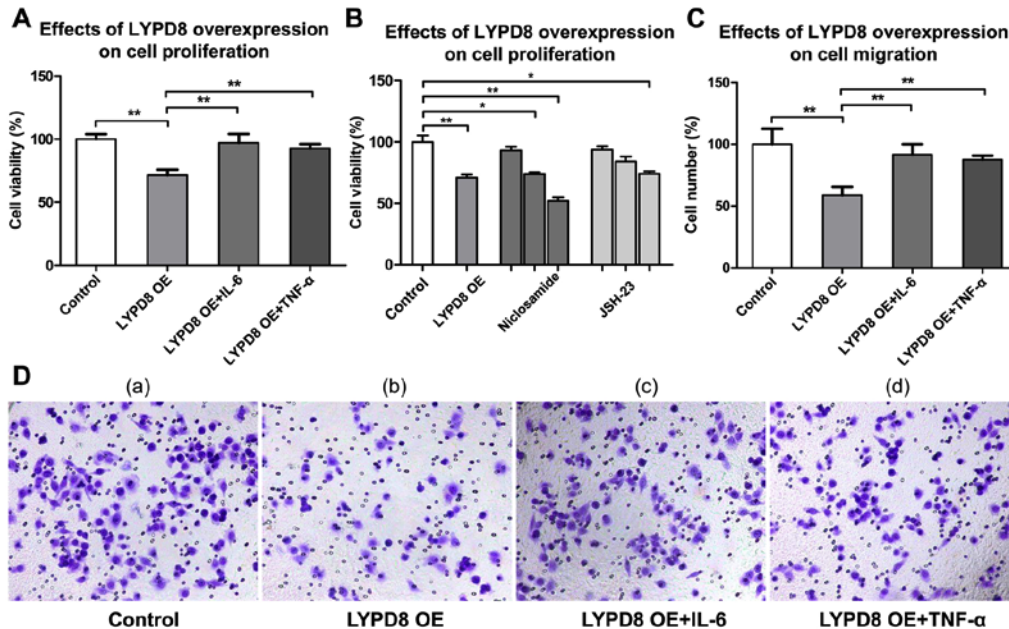 A
Effects of LYPD8 overexpression
on cell proliferation
Cell viability (%)
150
100
50
0
**
**
**
Control
LYPD8 OE
LYPD8 OE+IL-6
LYPD8 OE+TNF-α
B
Effects of LYPD8 overexpression
on cell proliferation
Cell viability (%)
150
100
50
0
*
**
*
**
Control
LYPD8 OE
Niclosamide
JSH-23
C
Effects of LYPD8 overexpression
on cell migration
Cell number (%)
150
100
50
0
**
**
**
Control
LYPD8 OE
LYPD8 OE+IL-6
LYPD8 OE+TNF-α
D
(a)
(b)
(c)
(d)
Control
LYPD8 OE
LYPD8 OE+IL-6
LYPD8 OE+TNF-α